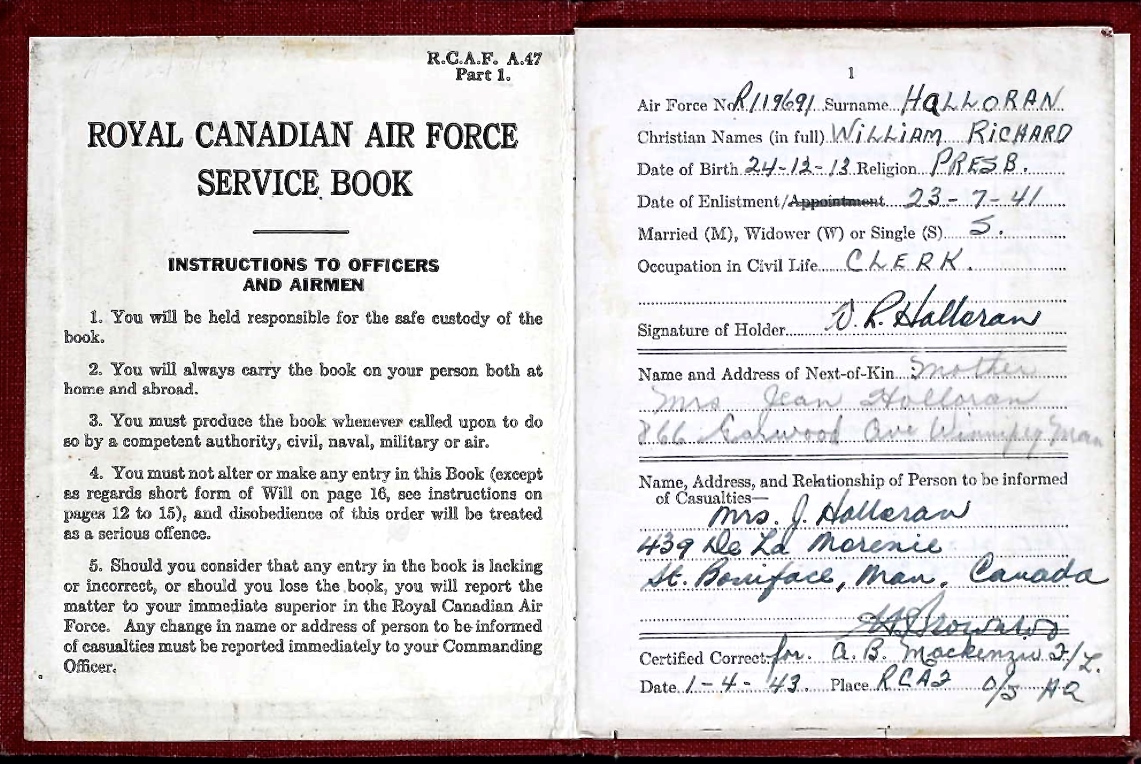 R.C.A.F. A.47
Part 1.
ROYAL CANADIAN AIR FORCE
SERVICE BOOK
INSTRUCTIONS TO OFFICERS
AND AIRMEN
1. You will be held responsible for the safe custody of the
book.
2. You will always carry the book on your person both at
home and abroad.
3. You must produce the book whenever called upon to do
so by a competent authority, civil, naval, military or air.
4. You must not alter or make any entry in this Book (except
as regards short form of Will on page 16, see instructions on
pages 12 to 15), and disobedience of this order will be treated
as a serious offence.
5. Should you consider that any entry in the book is lacking
or incorrect, or should you lose the book, you will report the
matter to your immediate superior in the Royal Canadian Air
Force. Any change in name or address of person to be informed
of casualties must be reported immediately to your Commanding
Officer.
1
Air Force No. R/119691 Surname HALLORAN
Christian Names (in full) WILLIAM RICHARD
Date of Birth 24-12-13 Religion PRESB.
Date of Enlistment/Appointment 23-7-41
Married (M), Widower (W) or Single (S) S.
Occupation in Civil Life CLERK.
Signature of Holder W. R. Halloran
Name and Address of Next-of-Kin Mother
Mrs Jean Halloran
866 Ave Winnipeg Man
Name, Address, and Relationship of Person to be informed
of Casualties—
Mrs. J. Halloran
439 De La Morenie
St. Boniface, Man, Canada
Certified Correct for A. B. Mackenzie F/L.
Date 1-4-43. Place RCAF O/S HQ